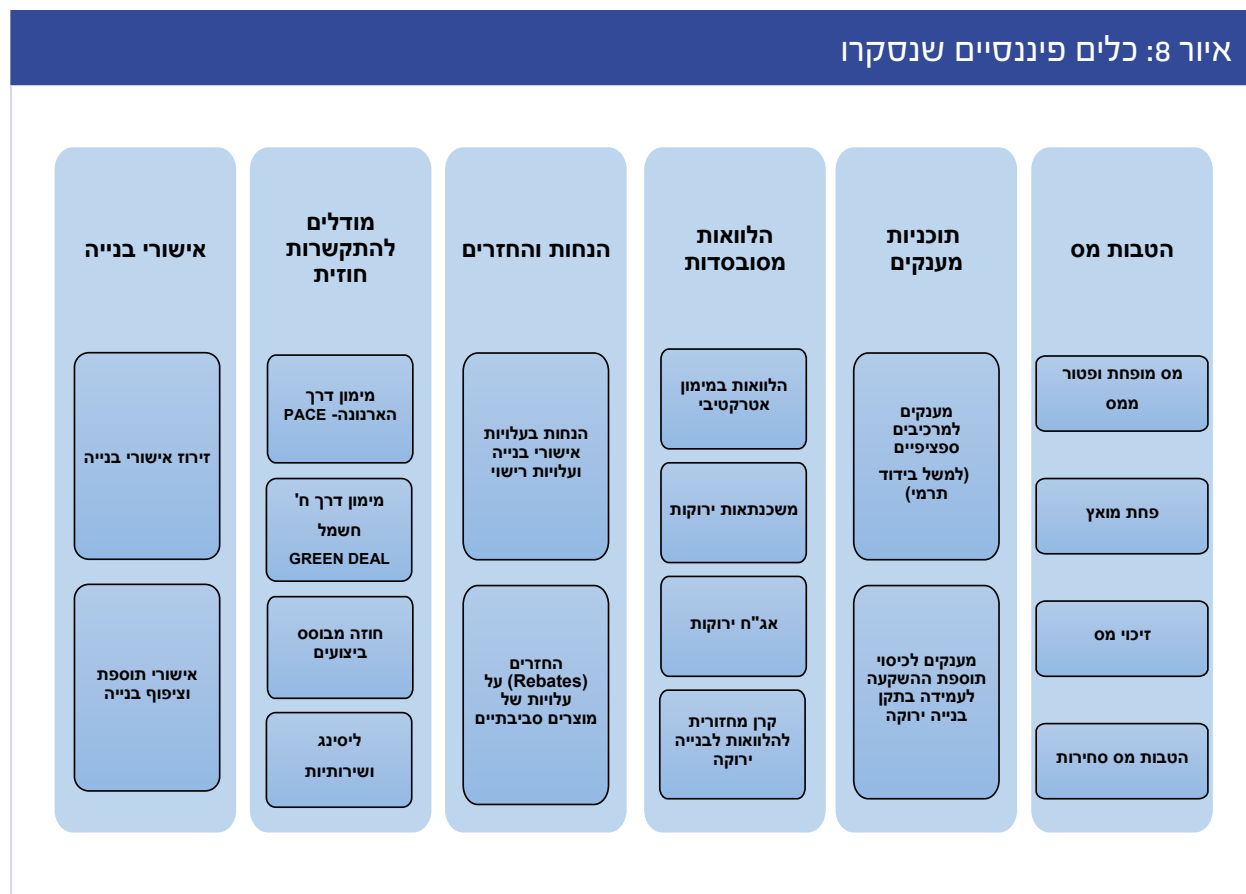 איור 8: כלים פיננסיים שנסקרו
הטבות מס
מס מופחת ופטור
ממס
פחת מואץ
זיכוי מס
הטבות מס סחירות
תוכניות
מענקים
מענקים
למרכיבים
ספציפיים
(למשל בידוד
תרמי)
מענקים לכיסוי
תוספת ההשקעה
לעמידה בתקן
בנייה ירוקה
הלוואות
מסובסדות
הלוואות במימון
אטרקטיבי
משכנתאות ירוקות
אג"ח ירוקות
קרן מחזורית
להלוואות לבנייה
ירוקה
הנחות והחזרים
הנחות בעלויות
אישורי בנייה
ועלויות רישוי
החזרים
(Rebates) על
עלויות של
מוצרים סביבתיים
מודלים
להתקשרות
חוזית
מימון דרך
הארנונה- PACE
מימון דרך ח'
חשמל
GREEN DEAL
חוזה מבוסס
ביצועים
ליסינג
ושירותיות
אישורי בנייה
זירוז אישורי בנייה
אישורי תוספת
וציפוף בנייה